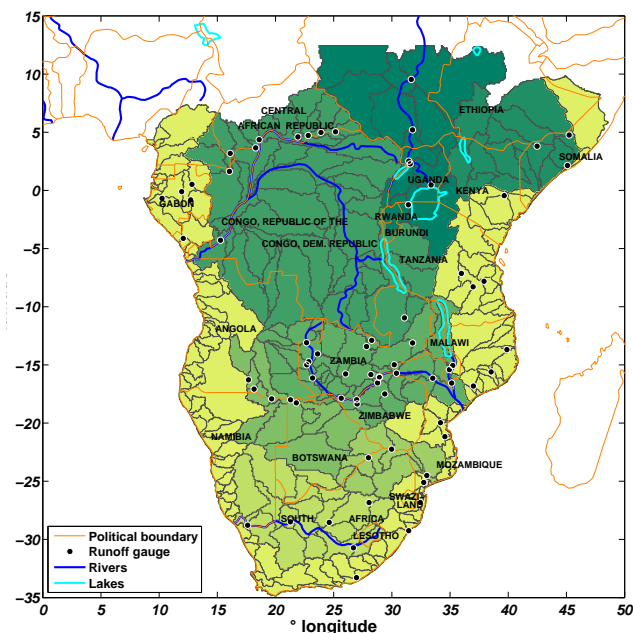 15
10
5
0
−5
−10
−15
−20
−25
−30
−35
CENTRAL
AFRICAN REPUBLIC
ETHIOPIA
SOMALIA
UGANDA
KENYA
GABON
RWANDA
CONGO, REPUBLIC OF THE
BURUNDI
CONGO, DEM. REPUBLIC
TANZANIA
ANGOLA
MALAWI
ZAMBIA
ZIMBABWE
NAMIBIA
BOTSWANA
MOZAMBIQUE
SWAZI-
LAND
SOUTH AFRICA
LESOTHO
Political boundary
Runoff gauge
Rivers
Lakes
0 5 10 15 20 25 30 35 40 45 50
° longitude